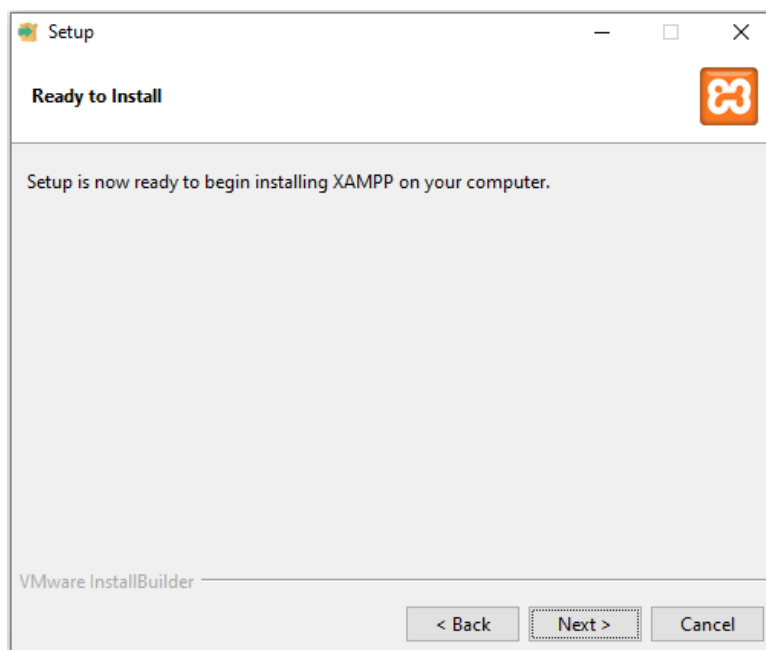 Setup
Ready to Install
Setup is now ready to begin installing XAMPP on your computer.
VMware InstallBuilder
< Back Next > Cancel